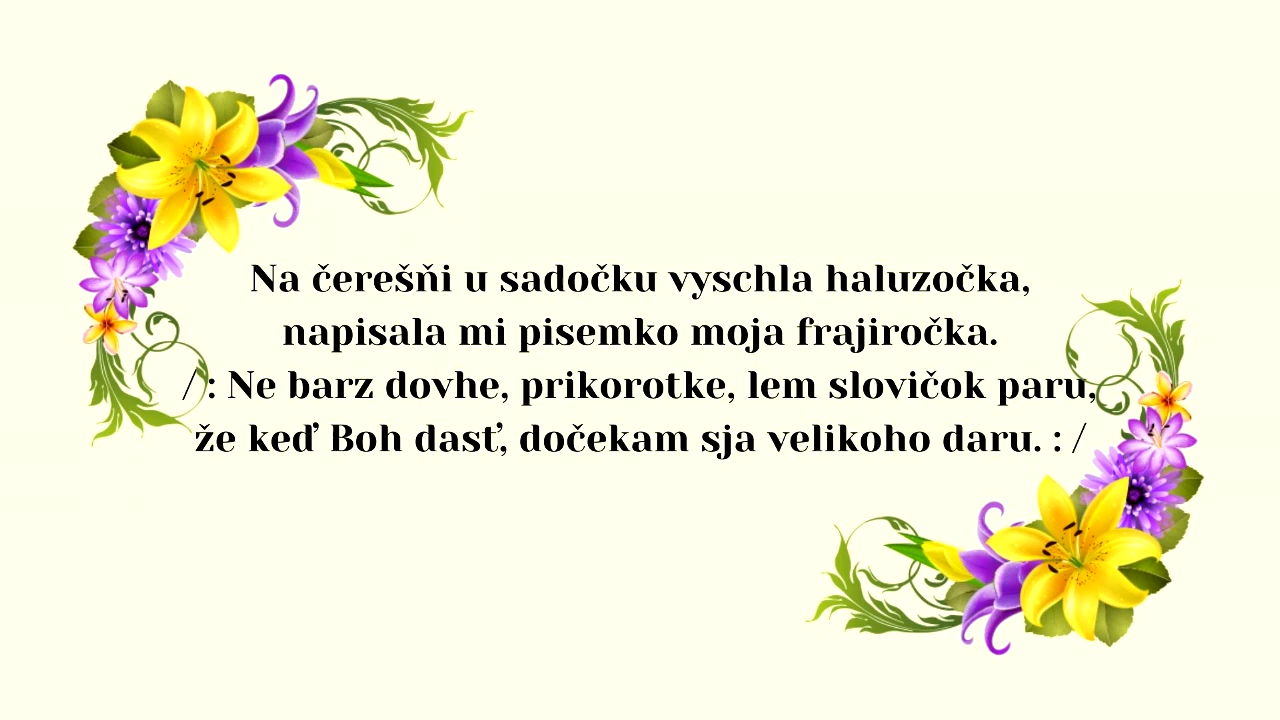 Na čerešňi u sadočku vyschla haluzočka,
napisala mi pisemko moja frajiročka.
/ : Ne barz dovhe, prikorotke, lem slovičok paru,
že keď Boh dasť, dočekam sja velikoho daru. : /